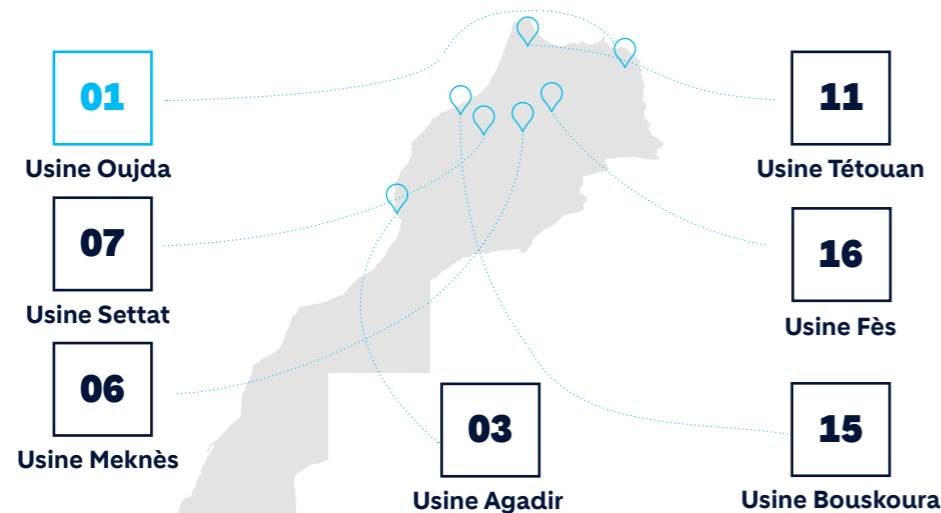 01
Usine Oujda
07
Usine Settat
06
Usine Meknès
03
Usine Agadir
11
Usine Tétouan
16
Usine Fès
15
Usine Bouskoura